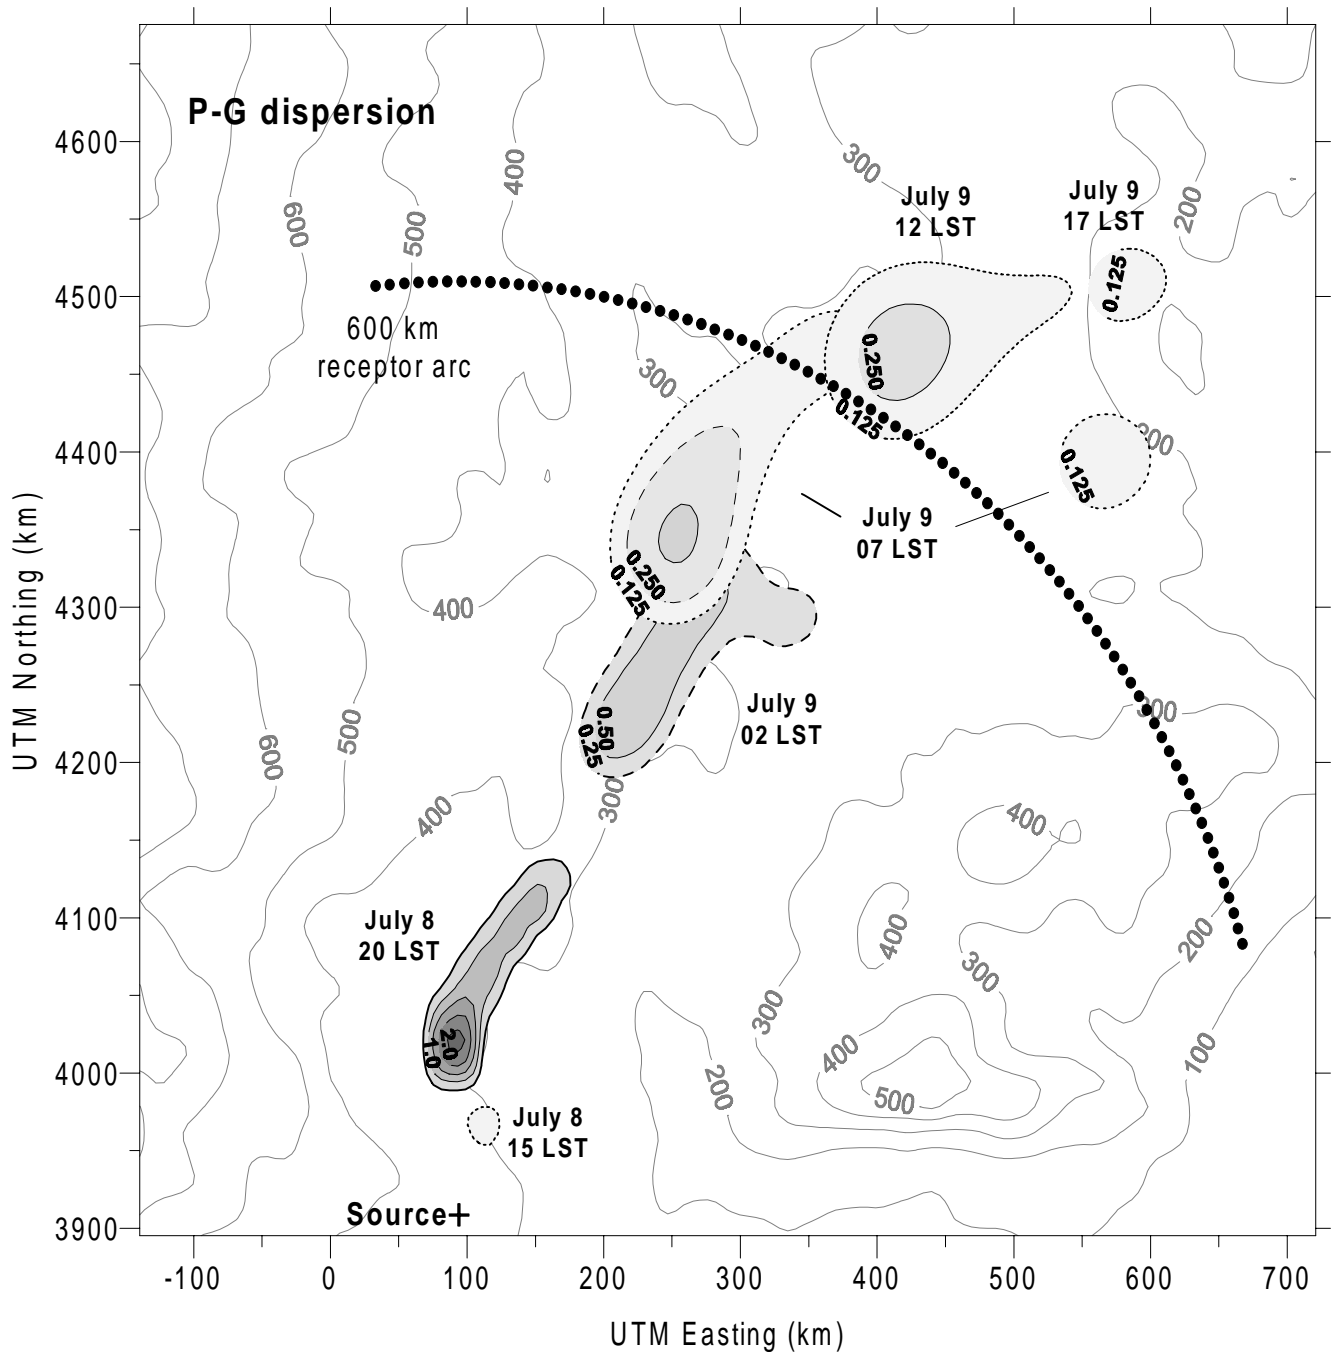 P-G dispersion
600
500
400
300
200
July 9
12 LST
July 9
17 LST
0.125
600 km
receptor arc
300
0.250
0.125
300
0.125
July 9
07 LST
0.250
0.125
400
July 9
02 LST
0.50
0.25
300
600
500
400
300
400
July 8
20 LST
400
300
200
300
2.0
1.0
400
500
200
100
July 8
15 LST
Source+
4600
4500
4400
4300
4200
4100
4000
3900
UTM Northing (km)
-100 0 100 200 300 400 500 600 700
UTM Easting (km)